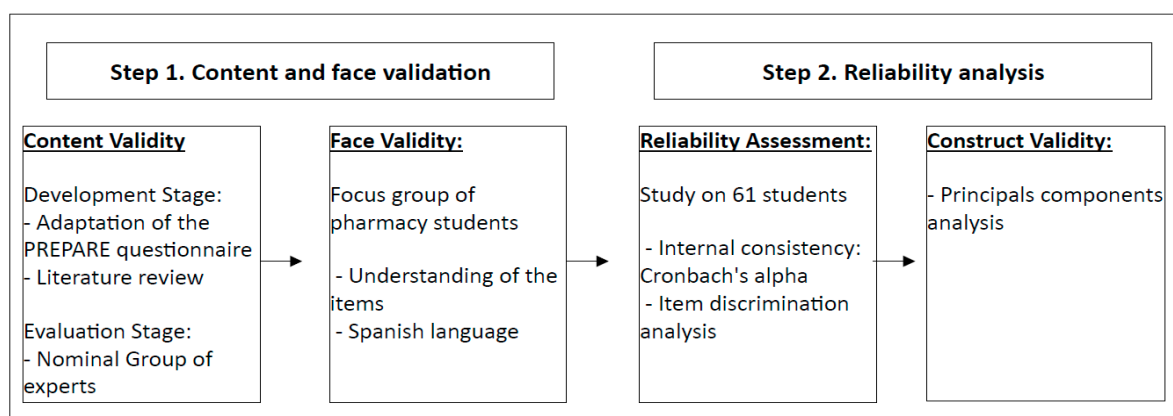 Step 1. Content and face validation
Step 2. Reliability analysis
Content Validity
Development Stage:
- Adaptation of the
PREPARE questionnaire
- Literature review
Evaluation Stage:
- Nominal Group of
experts
Face Validity:
Focus group of
pharmacy students
- Understanding of the
items
- Spanish language
Reliability Assessment:
Study on 61 students
- Internal consistency:
Cronbach's alpha
- Item discrimination
analysis
Construct Validity:
- Principals components
analysis